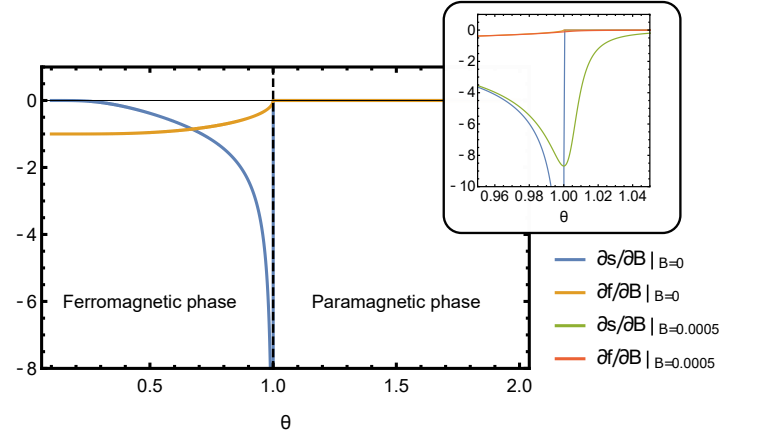 0
- 2
- 4
- 6
- 8
- 10
0.96 0.98 1.00 1.02 1.04
θ
0
- 2
- 4
- 6
- 8
Ferromagnetic phase
Paramagnetic phase
0.5 1.0 1.5 2.0
θ
∂s/∂B | B=0
∂f/∂B | B=0
∂s/∂B | B=0.0005
∂f/∂B | B=0.0005